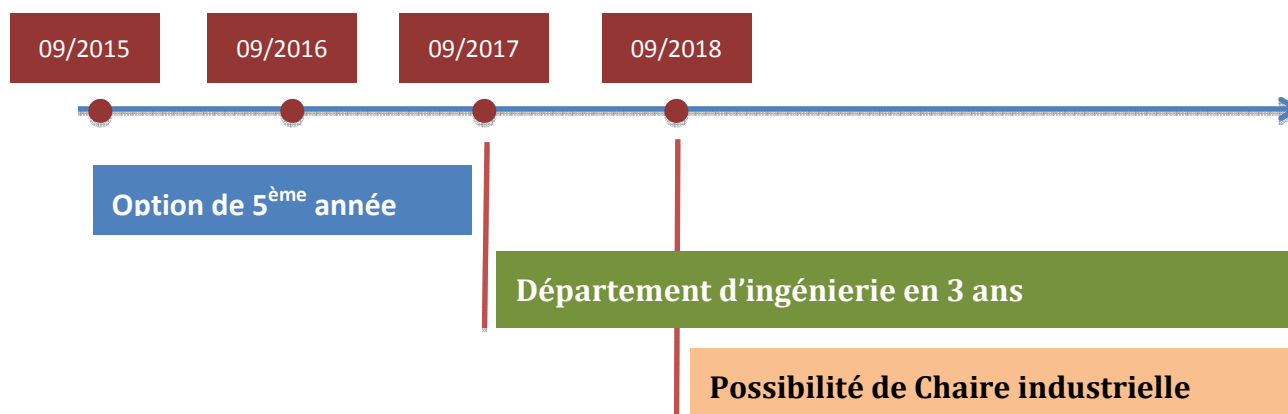 09/2015 09/2016 09/2017 09/2018
Option de 5ème année
Département d’ingénierie en 3 ans
Possibilité de Chaire industrielle